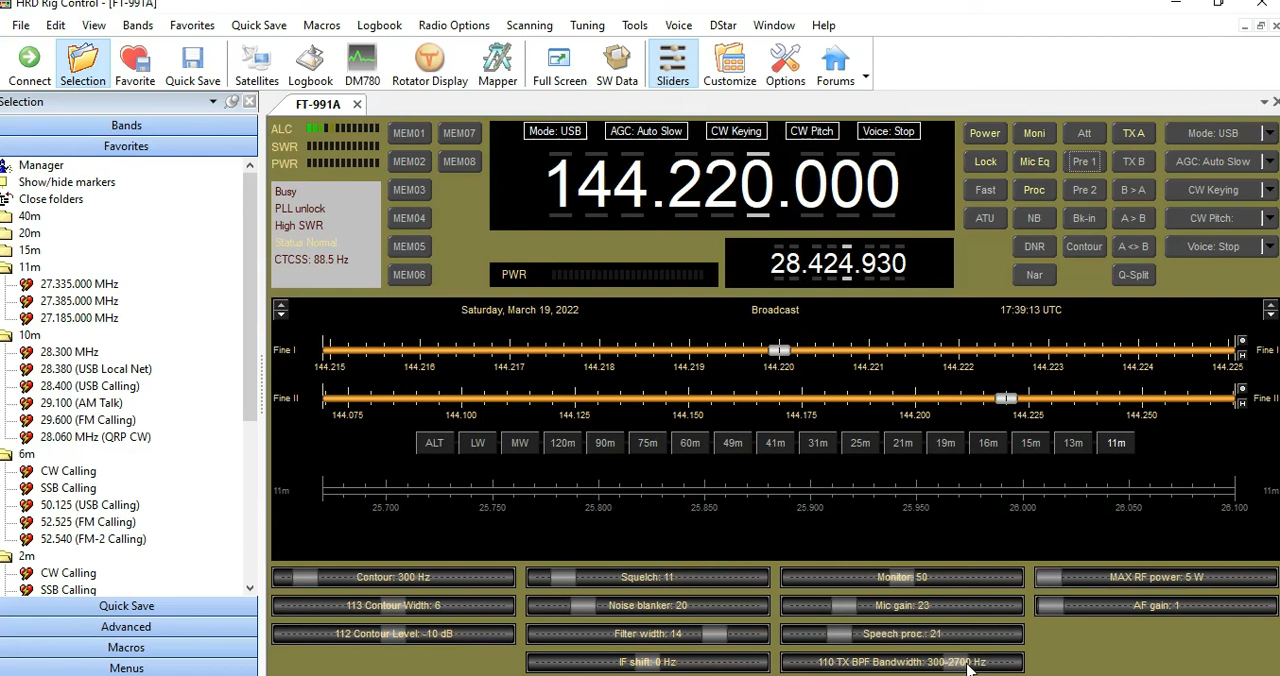 HRD Rig Control - [FT-991A]
File Edit View Bands Favorites Quick Save Macros Logbook Radio Options Scanning Tuning Tools Voice DStar Window Help
Connect Selection Favorite Quick Save Satellites Logbook DM780 Rotator Display Mapper Full Screen SW Data Sliders Customize Options Forums
Selection
FT-991A
Bands
Favorites
Manager
Show/hide markers
Close folders
40m
20m
15m
11m
27.335.000 MHz
27.385.000 MHz
27.185.000 MHz
10m
28.300 MHz
28.380 (USB Local Net)
28.400 (USB Calling)
29.100 (AM Talk)
29.600 (FM Calling)
28.060 MHz (QRP CW)
6m
CW Calling
SSB Calling
50.125 (USB Calling)
52.525 (FM Calling)
52.540 (FM-2 Calling)
2m
CW Calling
SSB Calling
Quick Save
Advanced
Macros
Menus
ALC
SWR
PWR
Busy
PLL unlock
High SWR
Status Normal
CTCSS: 88.5 Hz
MEM01 MEM07
MEM02 MEM08
MEM03
MEM04
MEM05
MEM06
Mode: USB AGC: Auto Slow CW Keying CW Pitch Voice: Stop
144.220.000
PWR
28.424.930
Power Moni Att TX A Mode: USB
Lock Mic Eq Pre 1 TX B AGC: Auto Slow
Fast Proc Pre 2 B > A CW Keying
ATU NB Bk-in A > B CW Pitch:
DNR Contour A <> B Voice: Stop
Nar Q-Split
Saturday, March 19, 2022 Broadcast 17:39:13 UTC
Fine I Fine I
144.215 144.216 144.217 144.218 144.219 144.220 144.221 144.222 144.223 144.224 144.225
Fine II Fine II
144.075 144.100 144.125 144.150 144.175 144.200 144.225 144.250
ALT LW MW 120m 90m 75m 60m 49m 41m 31m 25m 21m 19m 16m 15m 13m 11m
11m 11m
25.700 25.750 25.800 25.850 25.900 25.950 26.000 26.050 26.100
Contour: 300 Hz Squelch: 11 Monitor: 50 MAX RF power: 5 W
113 Contour Width: 6 Noise blanker: 20 Mic gain: 23 AF gain: 1
112 Contour Level: -10 dB Filter width: 14 Speech proc.: 21
IF shift: 0 Hz 110 TX BPF Bandwidth: 300-2700 Hz